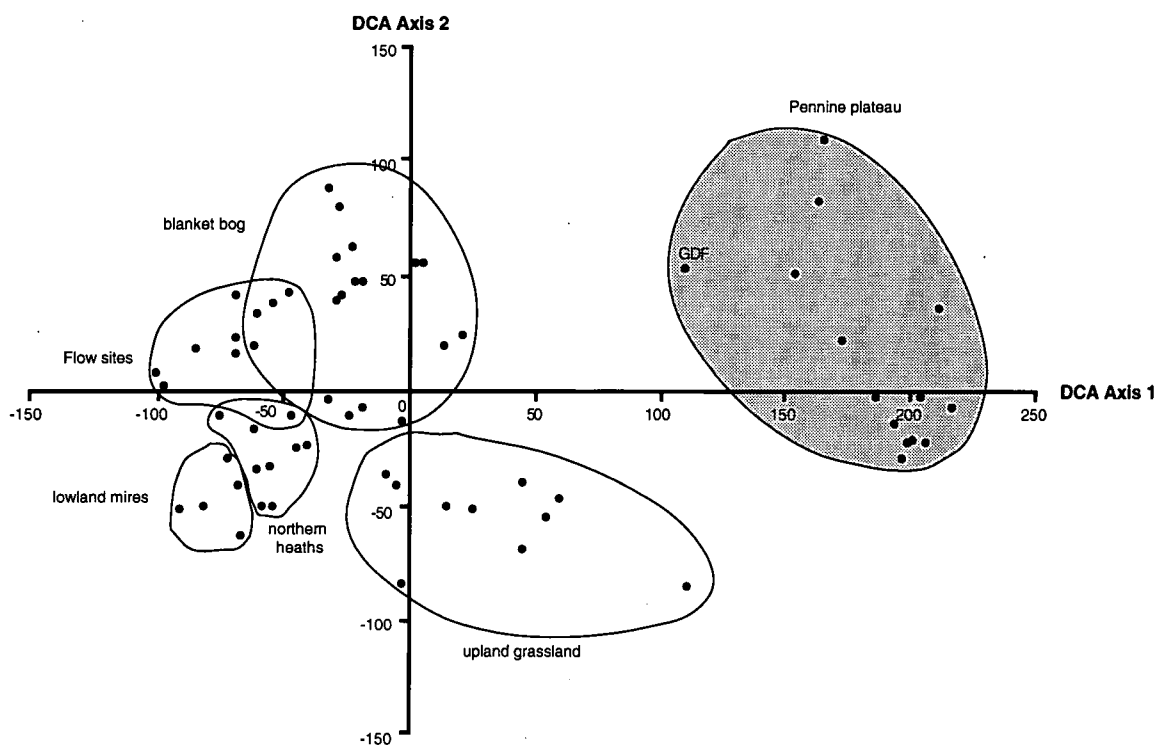 DCA Axis 2
150
Pennine plateau
100
blanket bog
GDF
50
Flow sites
DCA Axis 1
-150
-100
-50
0
50
100
150
200
250
lowland mires
-50
northern
heaths
-100
upland grassland
-150